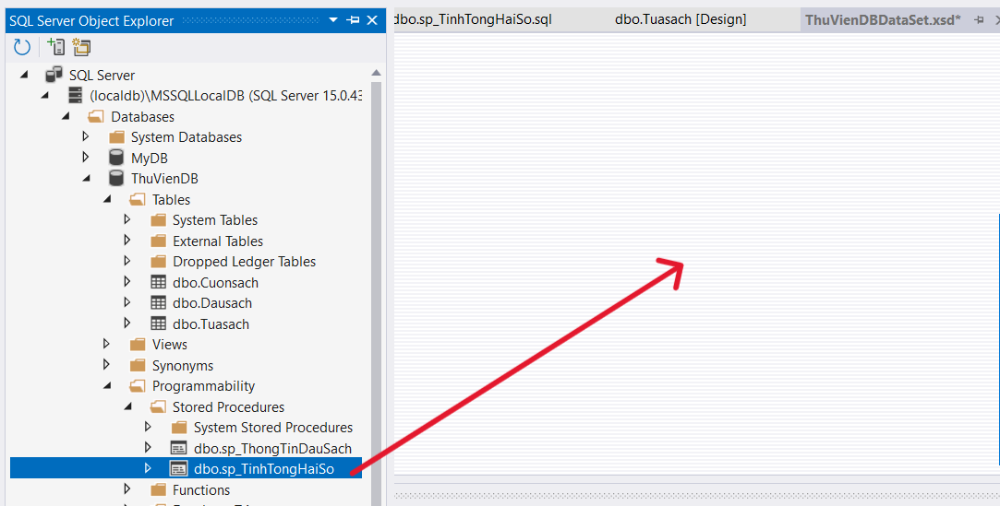 SQL Server Object Explorer
dbo.sp_TinhTongHaiSo.sql
dbo.Tuasach [Design]
ThuVienDBDataSet.xsd*
SQL Server
(localdb)\MSSQLLocalDB (SQL Server 15.0.43
Databases
System Databases
MyDB
ThuVienDB
Tables
System Tables
External Tables
Dropped Ledger Tables
dbo.Cuonsach
dbo.Dausach
dbo.Tuasach
Views
Synonyms
Programmability
Stored Procedures
System Stored Procedures
dbo.sp_ThongTinDauSach
dbo.sp_TinhTongHaiSo
Functions